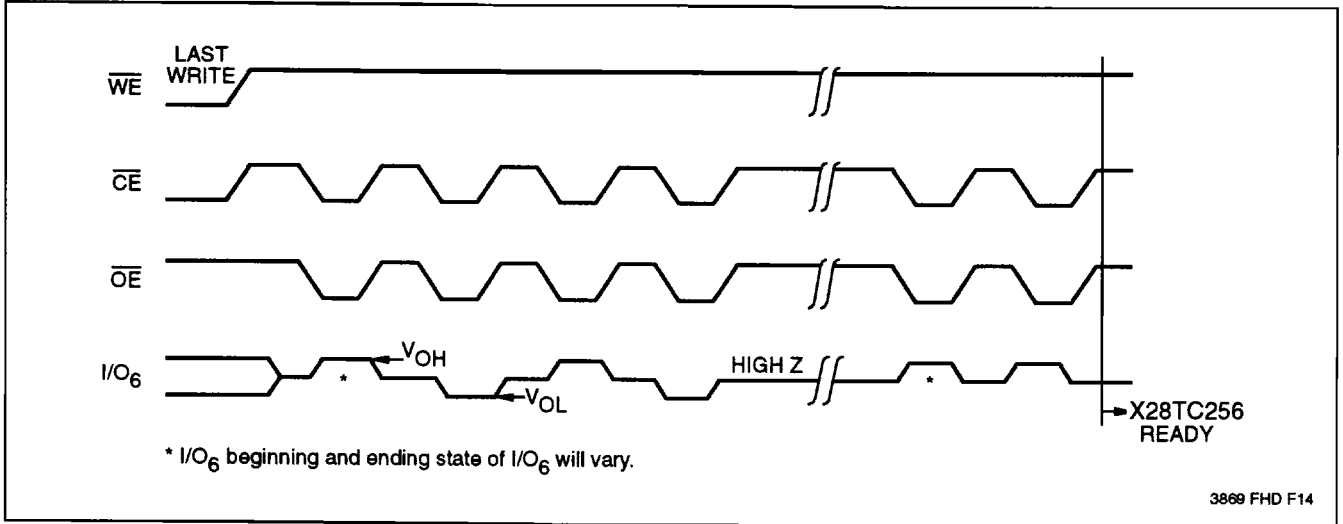 LAST
WRITE
WE
CE
OE
I/O6
VOH
VOL
HIGH Z
X28TC256
READY
* I/O6 beginning and ending state of I/O6 will vary.
*
*
3869 FHD F14